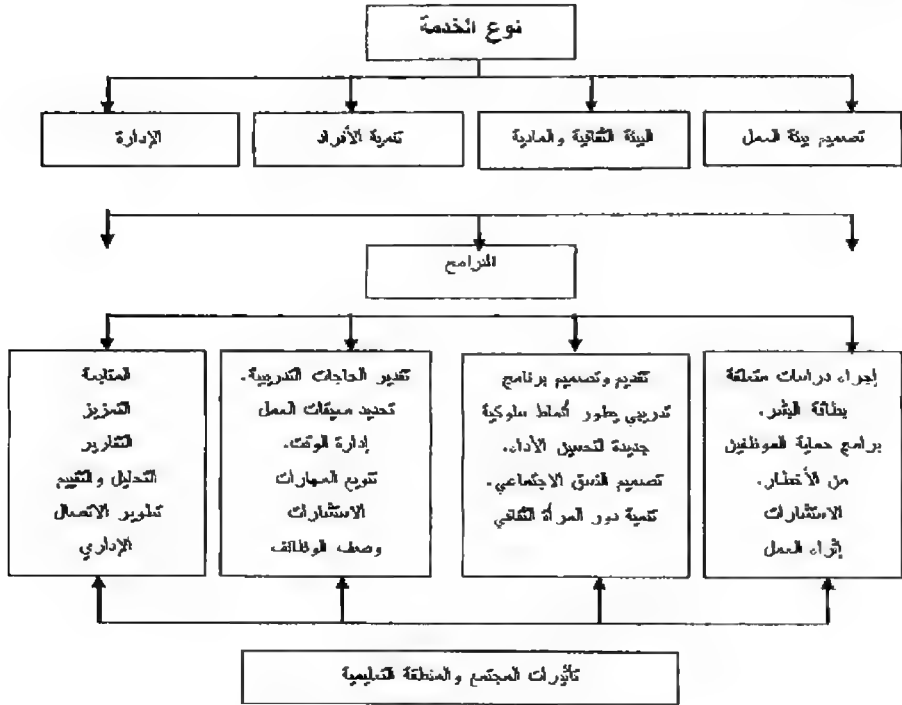 نوع الخدمة
تصميم بيئة العمل
البيئة الثقافية والمادية
تنمية الأفراد
الإدارة
البرامج
إجراء دراسات متعلقة
بطاقة البشر.
برامج حماية الموظفين
من الأخطار.
الاستشارات
إثراء العمل
تقديم وتصميم برنامج
تدريبي يطور أنماط سلوكية
جديدة لتحسين الأداء.
تصميم النسق الاجتماعي.
تنمية دور المرأة الثقافي
تقدير الحاجات التدريبية.
تحديد معيقات العمل
إدارة الوقت.
تنويع المهارات
الاستشارات
وصف الوظائف
المتابعة
التعزيز
التقارير
التحليل والتقييم
تطوير الاتصال
الإداري
تأثيرات المجتمع والمنطقة التعليمية